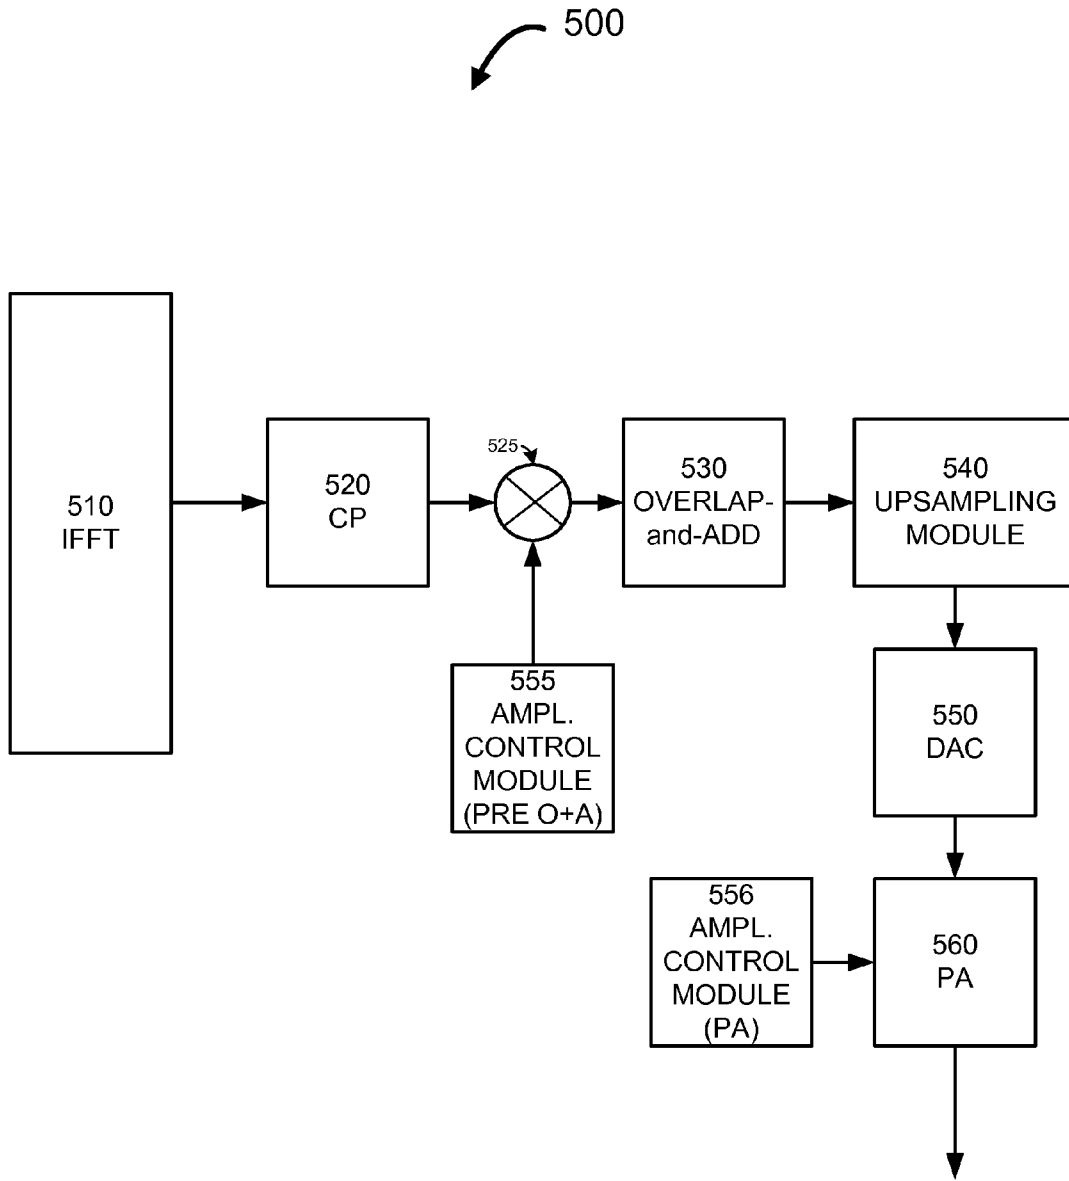 500
510
IFFT
520
CP
525
530
OVERLAP-
and-ADD
540
UPSAMPLING
MODULE
555
AMPL.
CONTROL
MODULE
(PRE O+A)
550
DAC
556
AMPL.
CONTROL
MODULE
(PA)
560
PA